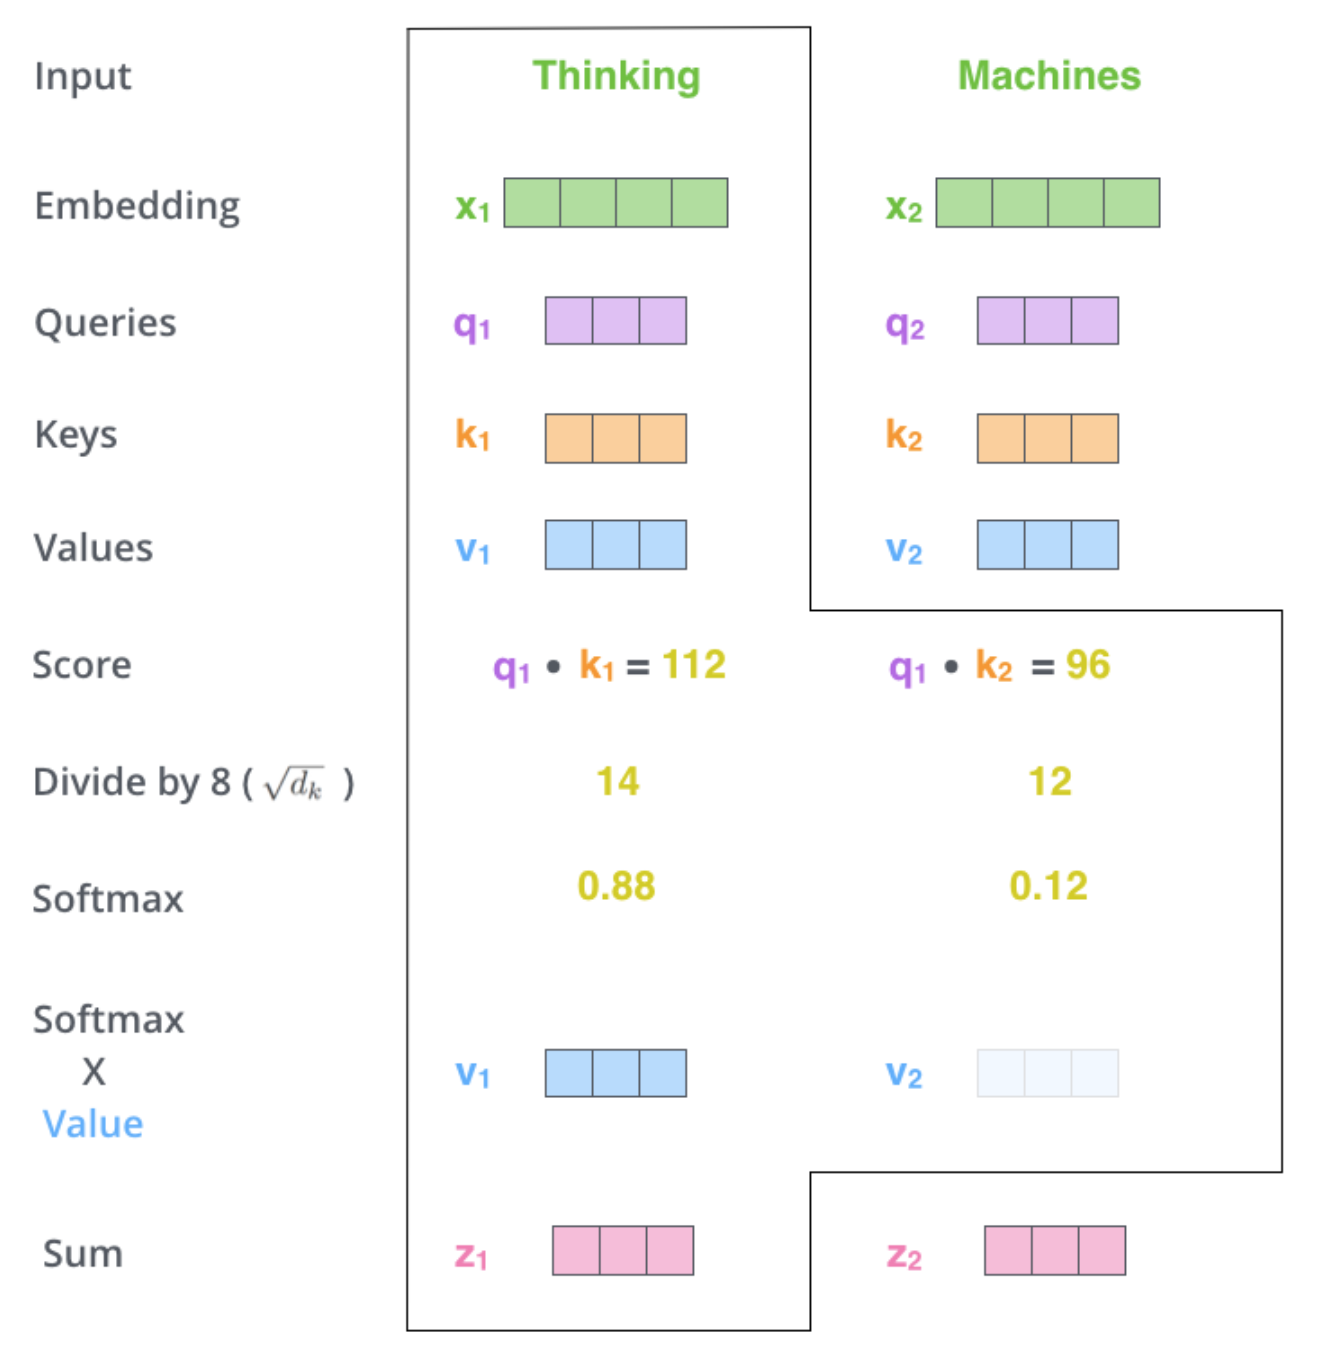 Input Thinking Machines
Embedding x₁ x₂
Queries q₁ q₂
Keys k₁ k₂
Values v₁ v₂
Score q₁ • k₁ = 112 q₁ • k₂ = 96
Divide by 8 ( √dₖ ) 14 12
Softmax 0.88 0.12
Softmax
X v₁ v₂
Value
Sum z₁ z₂